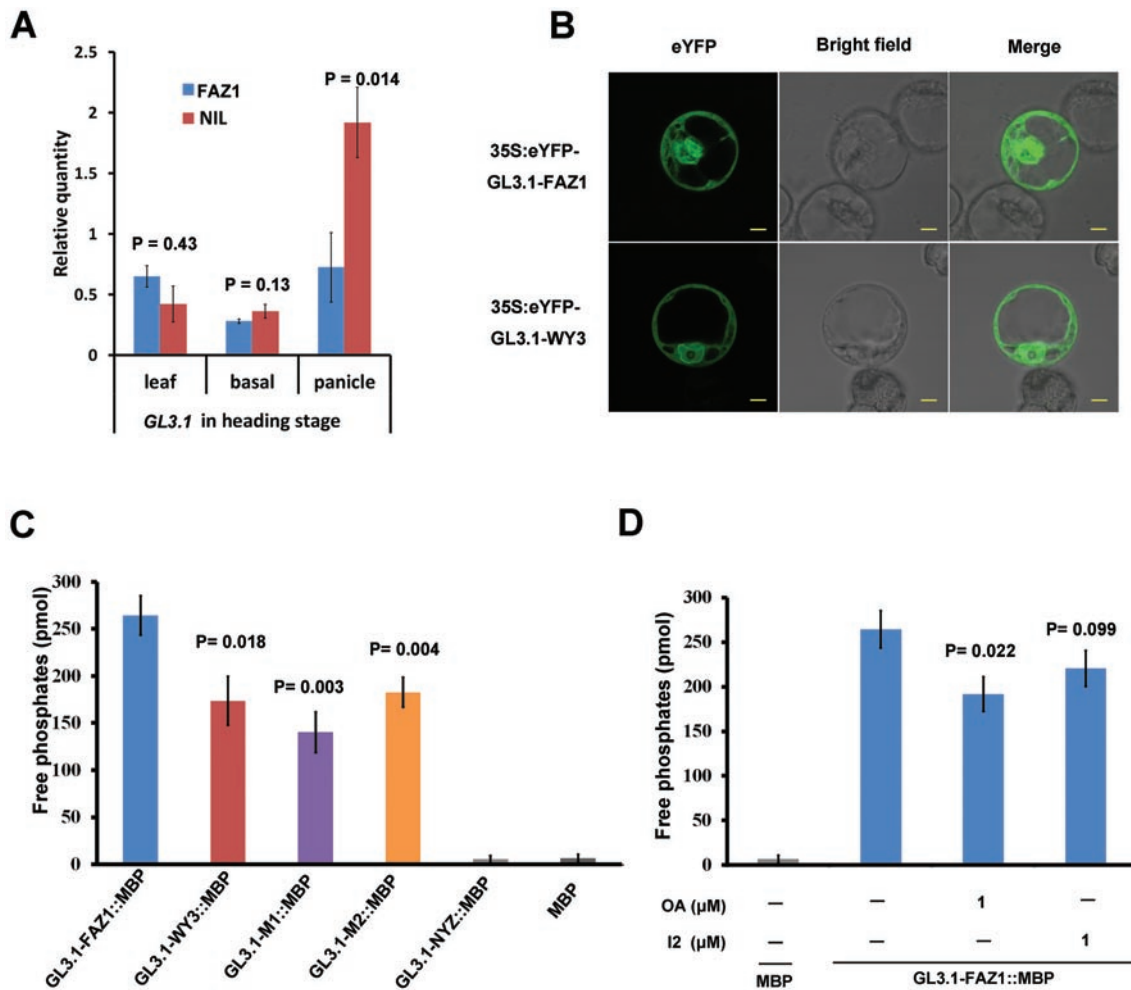 A
2.5
2
1.5
1
0.5
0
Relative quantity
FAZ1
NIL
P = 0.014
P = 0.43
P = 0.13
leaf basal panicle
GL3.1 in heading stage
B
eYFP Bright field Merge
35S:eYFP-
GL3.1-FAZ1
35S:eYFP-
GL3.1-WY3
C
300
250
200
150
100
50
0
Free phosphates (pmol)
P= 0.018
P= 0.003
P= 0.004
GL3.1-FAZ1::MBP
GL3.1-WY3::MBP
GL3.1-M1::MBP
GL3.1-M2::MBP
GL3.1-NYZ::MBP
MBP
D
300
250
200
150
100
50
0
Free phosphates (pmol)
P= 0.022
P= 0.099
OA (µM) — — 1 —
I2 (µM) — — — 1
MBP GL3.1-FAZ1::MBP